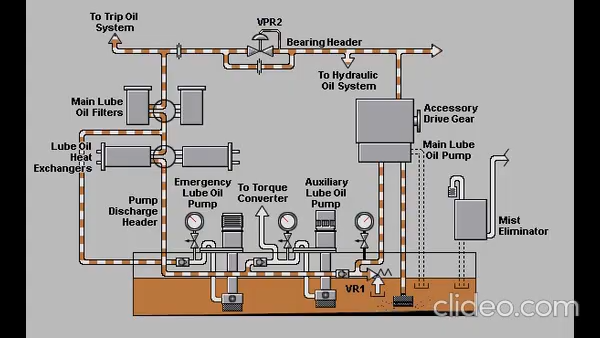 To Trip Oil
System
VPR2
Bearing Header
To Hydraulic
Oil System
Main Lube
Oil Filters
Accessory
Drive Gear
Lube Oil
Heat
Exchangers
Main Lube
Oil Pump
Emergency
Lube Oil
Pump
To Torque
Converter
Auxiliary
Lube Oil
Pump
Pump
Discharge
Header
Mist
Eliminator
VR1
clideo.com